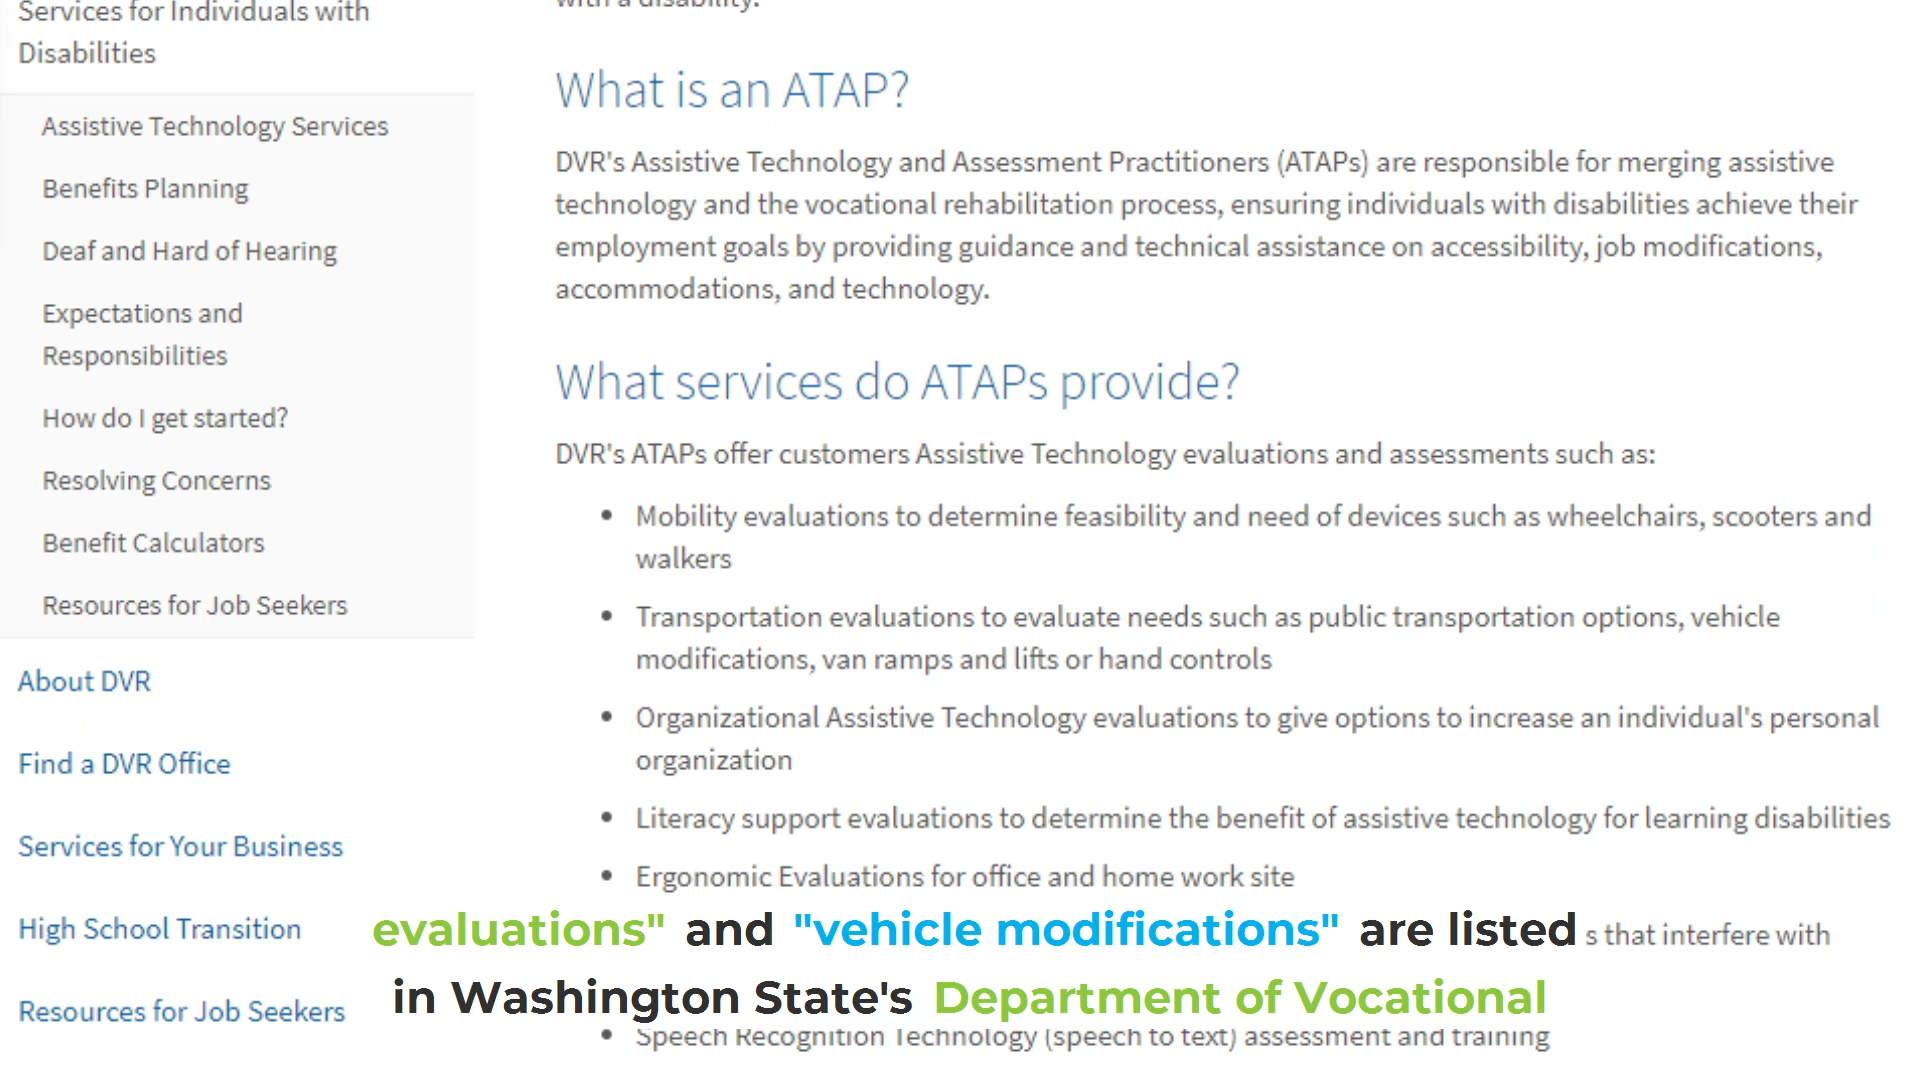 Services for Individuals with
Disabilities
Assistive Technology Services
Benefits Planning
Deaf and Hard of Hearing
Expectations and
Responsibilities
How do I get started?
Resolving Concerns
Benefit Calculators
Resources for Job Seekers
About DVR
Find a DVR Office
Services for Your Business
High School Transition
Resources for Job Seekers
with a disability.
What is an ATAP?
DVR's Assistive Technology and Assessment Practitioners (ATAPs) are responsible for merging assistive
technology and the vocational rehabilitation process, ensuring individuals with disabilities achieve their
employment goals by providing guidance and technical assistance on accessibility, job modifications,
accommodations, and technology.
What services do ATAPs provide?
DVR's ATAPs offer customers Assistive Technology evaluations and assessments such as:
• Mobility evaluations to determine feasibility and need of devices such as wheelchairs, scooters and
walkers
• Transportation evaluations to evaluate needs such as public transportation options, vehicle
modifications, van ramps and lifts or hand controls
• Organizational Assistive Technology evaluations to give options to increase an individual's personal
organization
• Literacy support evaluations to determine the benefit of assistive technology for learning disabilities
• Ergonomic Evaluations for office and home work site
s that interfere with
• Speech Recognition Technology (speech to text) assessment and training
evaluations" and "vehicle modifications" are listed
in Washington State's Department of Vocational